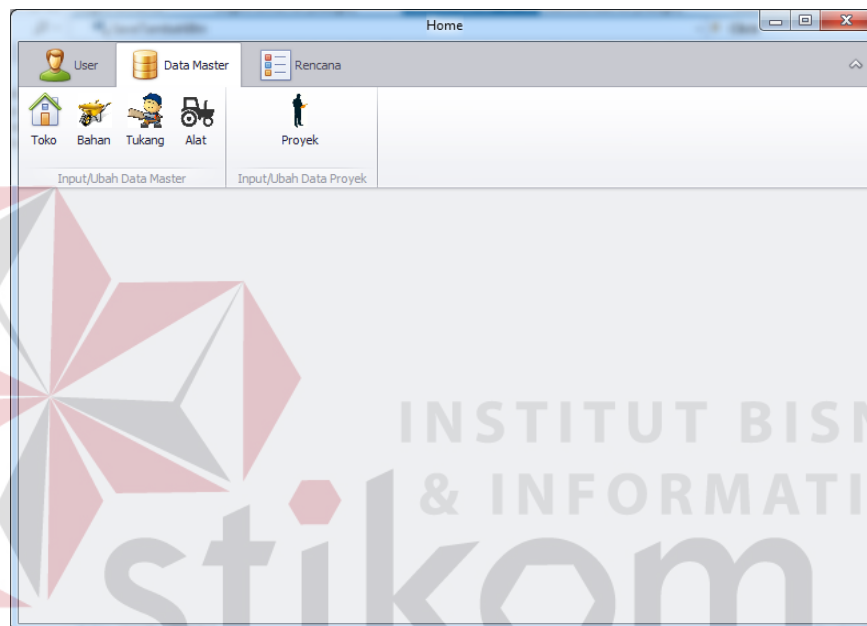 Home
User Data Master Rencana
Toko Bahan Tukang Alat Proyek
Input/Ubah Data Master Input/Ubah Data Proyek
INSTITUT BISN
& INFORMATI
stikom